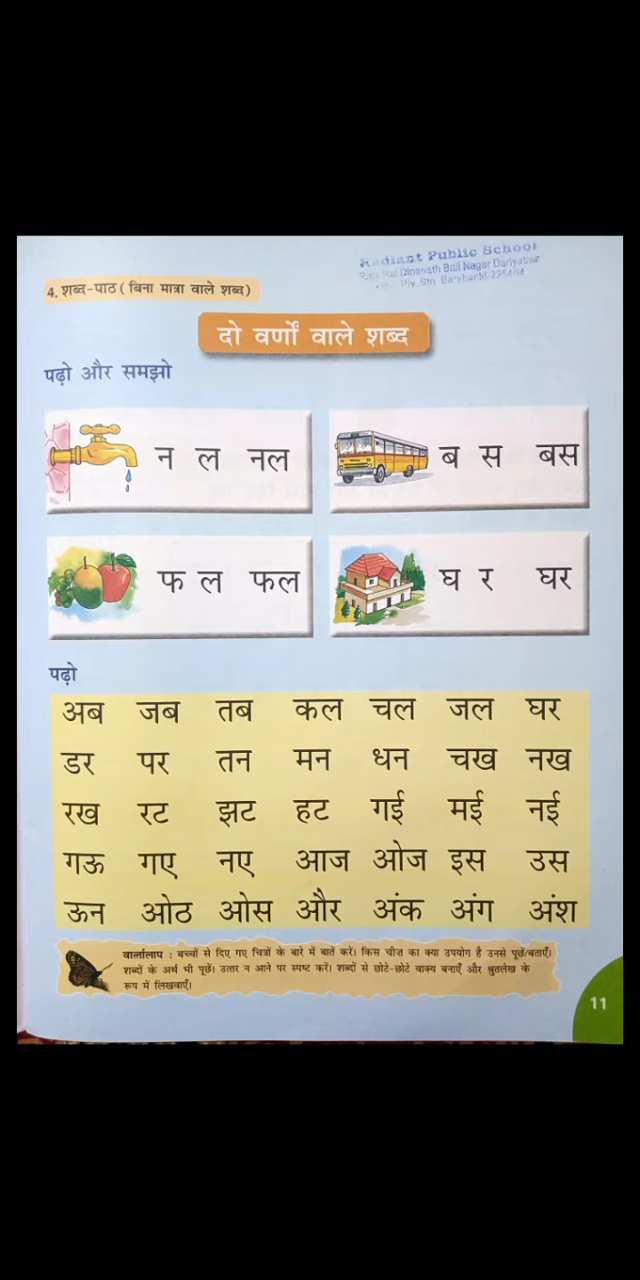 Radiant Public School
4. शब्द-पाठ ( बिना मात्रा वाले शब्द )
दो वर्णों वाले शब्द
पढ़ो और समझो
न ल नल
ब स बस
फ ल फल
घ र घर
पढ़ो
अब जब तब कल चल जल घर
डर पर तन मन धन चख नख
रख रट झट हट गई मई नई
गऊ गए नए आज ओज इस उस
ऊन ओठ ओस और अंक अंग अंश
वार्तालाप : बच्चों से दिए गए चित्रों के बारे में बातें करें। किस चीज़ का क्या उपयोग है उनसे पूछें/बताएँ।
शब्दों के अर्थ भी पूछें। उत्तर न आने पर स्पष्ट करें। शब्दों से छोटे-छोटे वाक्य बनाएँ और श्रुतलेख के
रूप में लिखवाएँ।
11